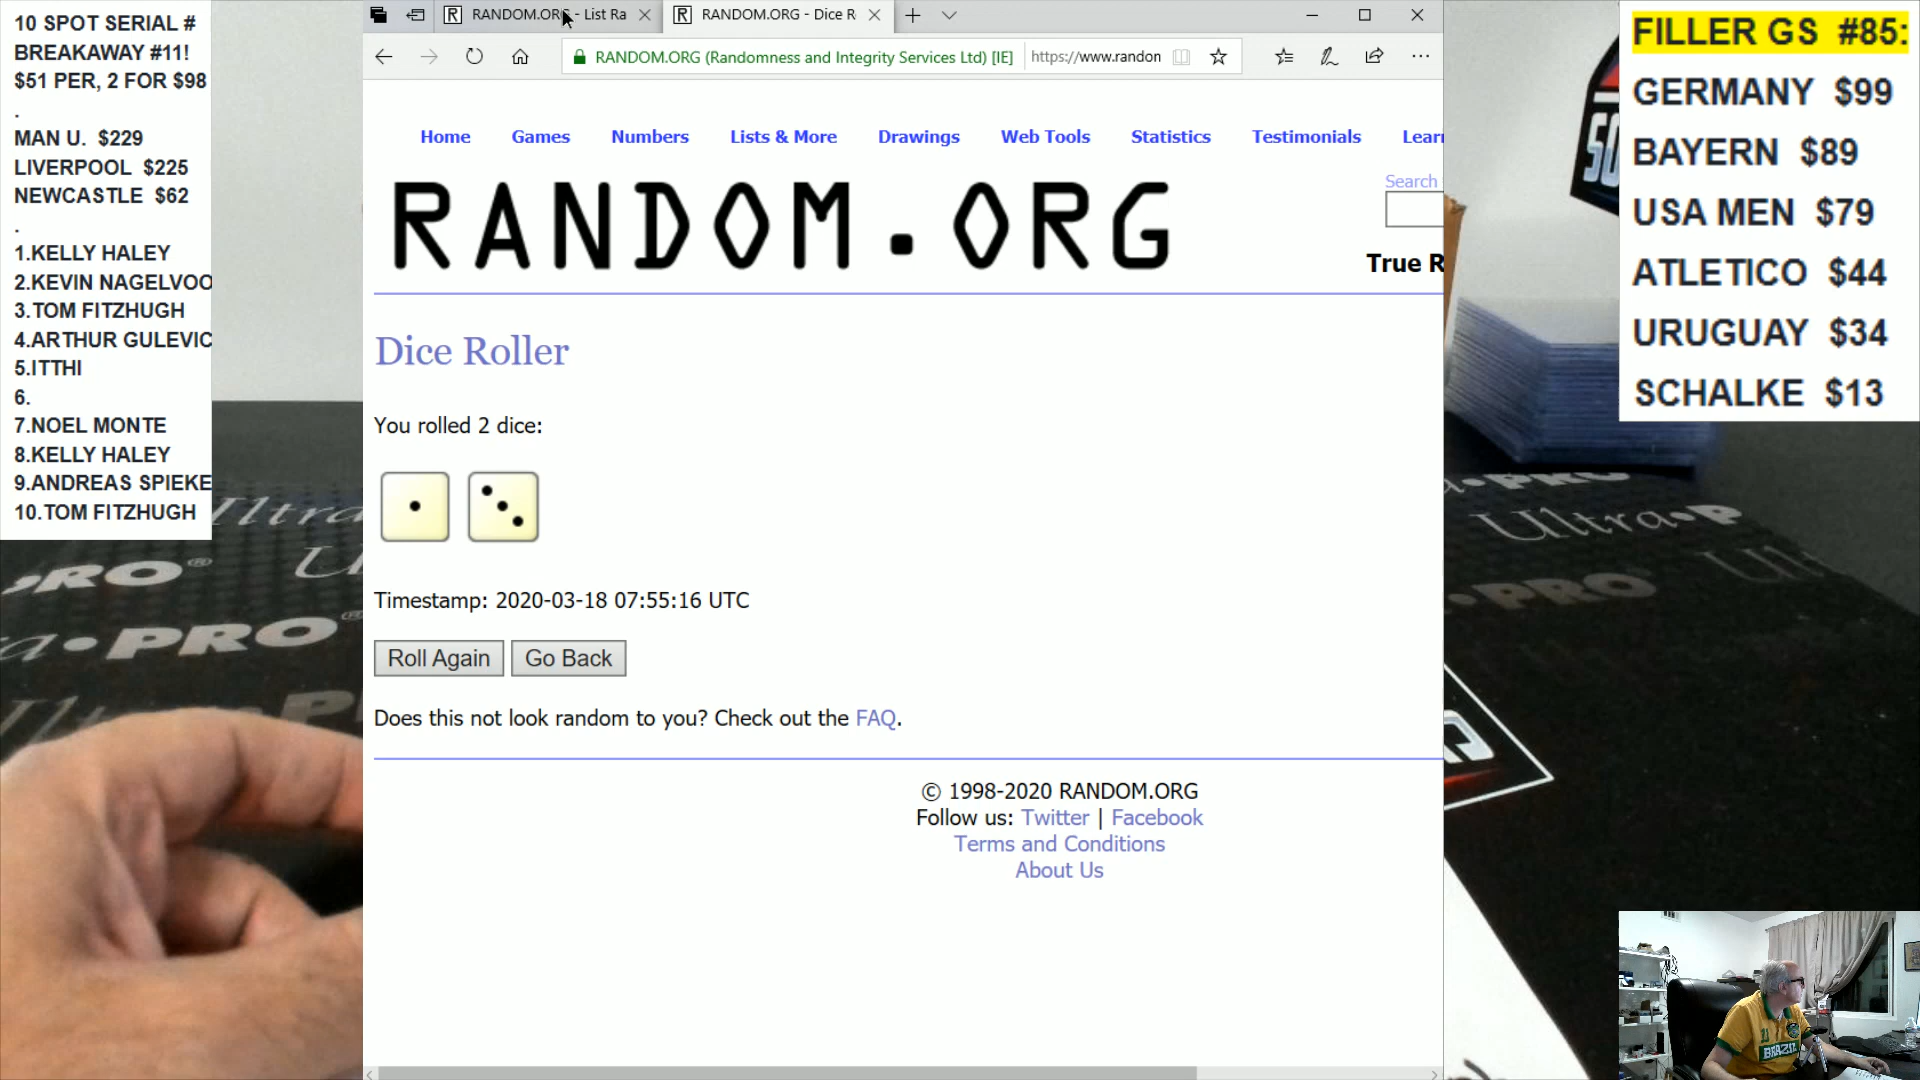 10 SPOT SERIAL #
BREAKAWAY #11!
$51 PER, 2 FOR $98
.
MAN U. $229
LIVERPOOL $225
NEWCASTLE $62
.
1.KELLY HALEY
2.KEVIN NAGELVOO
3.TOM FITZHUGH
4.ARTHUR GULEVIC
5.ITTHI
6.
7.NOEL MONTE
8.KELLY HALEY
9.ANDREAS SPIEKE
10.TOM FITZHUGH
RANDOM.ORG - List Ra
RANDOM.ORG - Dice R
RANDOM.ORG (Randomness and Integrity Services Ltd) [IE]
https://www.randon
Home Games Numbers Lists & More Drawings Web Tools Statistics Testimonials Lear
RANDOM.ORG
Search
True R
Dice Roller
You rolled 2 dice:
Timestamp: 2020-03-18 07:55:16 UTC
Roll Again Go Back
Does this not look random to you? Check out the FAQ.
© 1998-2020 RANDOM.ORG
Follow us: Twitter | Facebook
Terms and Conditions
About Us
FILLER GS #85:
GERMANY $99
BAYERN $89
USA MEN $79
ATLETICO $44
URUGUAY $34
SCHALKE $13
Ultra
PRO
PRO
Ultra P
PRO
BRAZIL